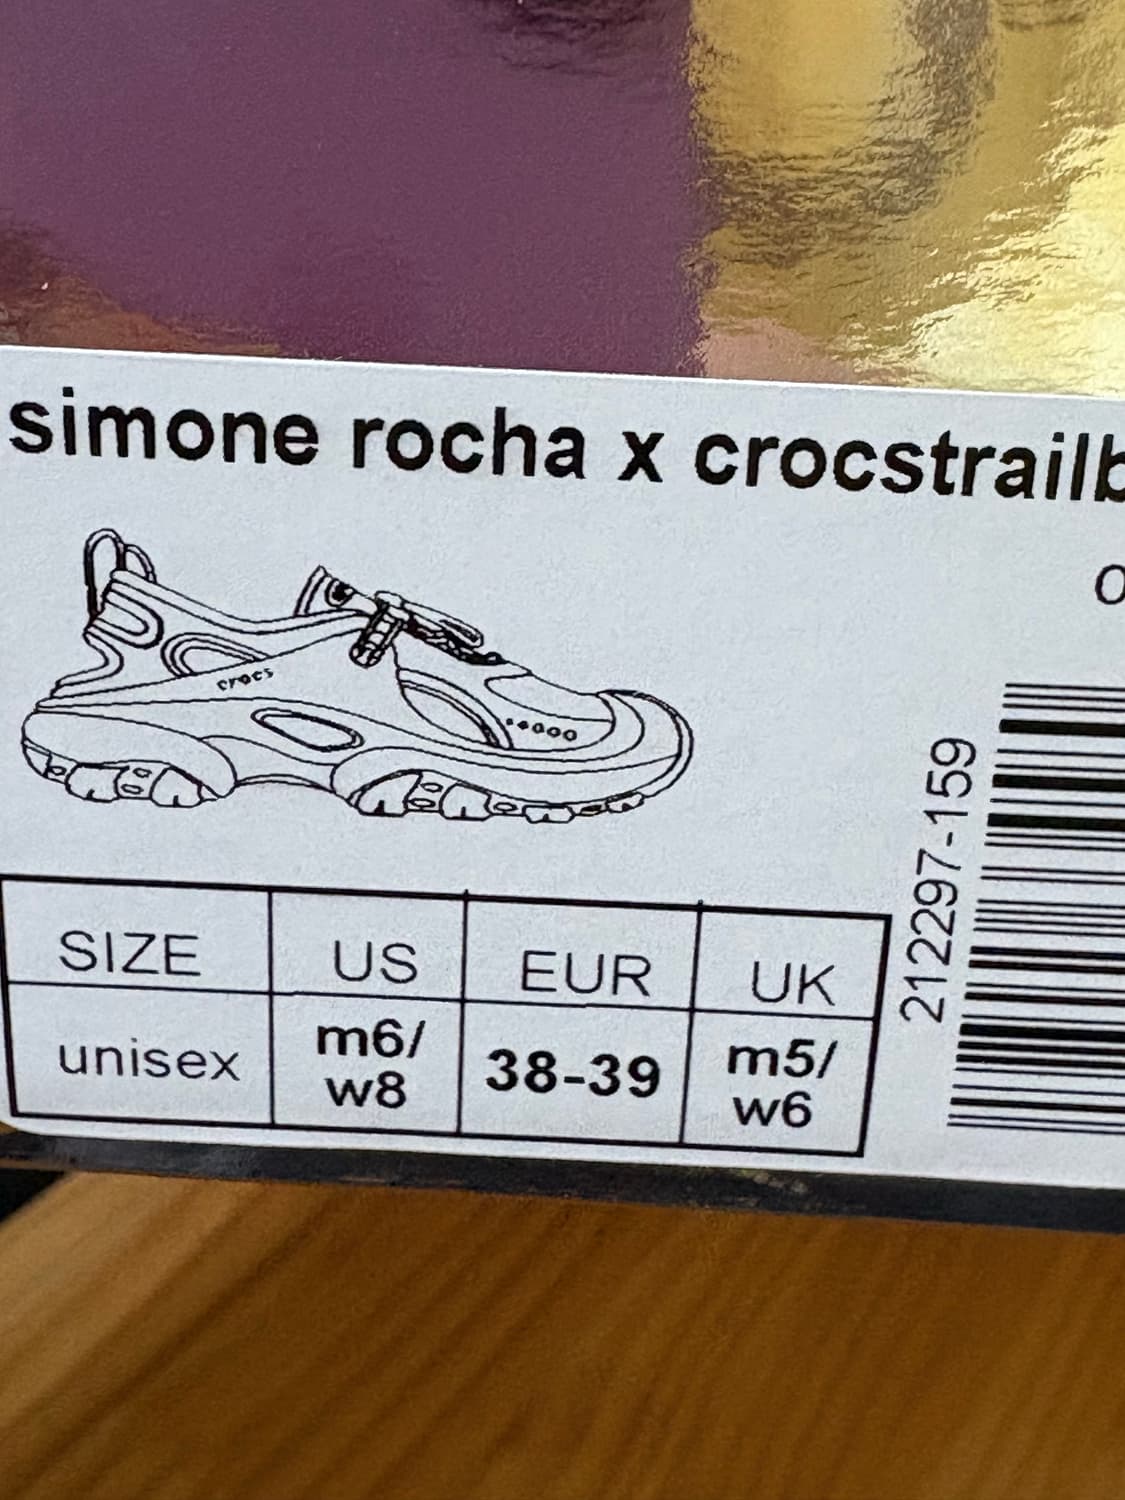 simone rocha x crocstrailb
crocs
212297-159
SIZE US EUR UK
unisex m6/ w8 38-39 m5/ w6